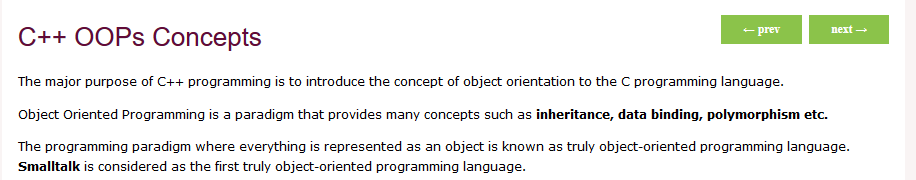 C++ OOPs Concepts
← prev
next →
The major purpose of C++ programming is to introduce the concept of object orientation to the C programming language.
Object Oriented Programming is a paradigm that provides many concepts such as inheritance, data binding, polymorphism etc.
The programming paradigm where everything is represented as an object is known as truly object-oriented programming language.
Smalltalk is considered as the first truly object-oriented programming language.